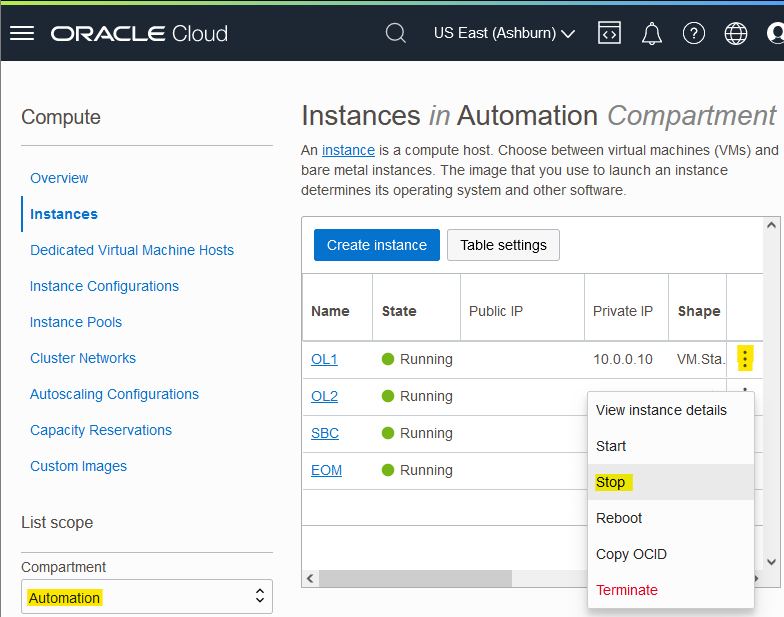 ORACLE Cloud
US East (Ashburn)
Compute
Overview
Instances
Dedicated Virtual Machine Hosts
Instance Configurations
Instance Pools
Cluster Networks
Autoscaling Configurations
Capacity Reservations
Custom Images
List scope
Compartment
Automation
Instances in Automation Compartment
An instance is a compute host. Choose between virtual machines (VMs) and
bare metal instances. The image that you use to launch an instance
determines its operating system and other software.
Create instance Table settings
Name State Public IP Private IP Shape
OL1 Running 10.0.0.10 VM.Sta.
OL2 Running
SBC Running
EOM Running
View instance details
Start
Stop
Reboot
Copy OCID
Terminate